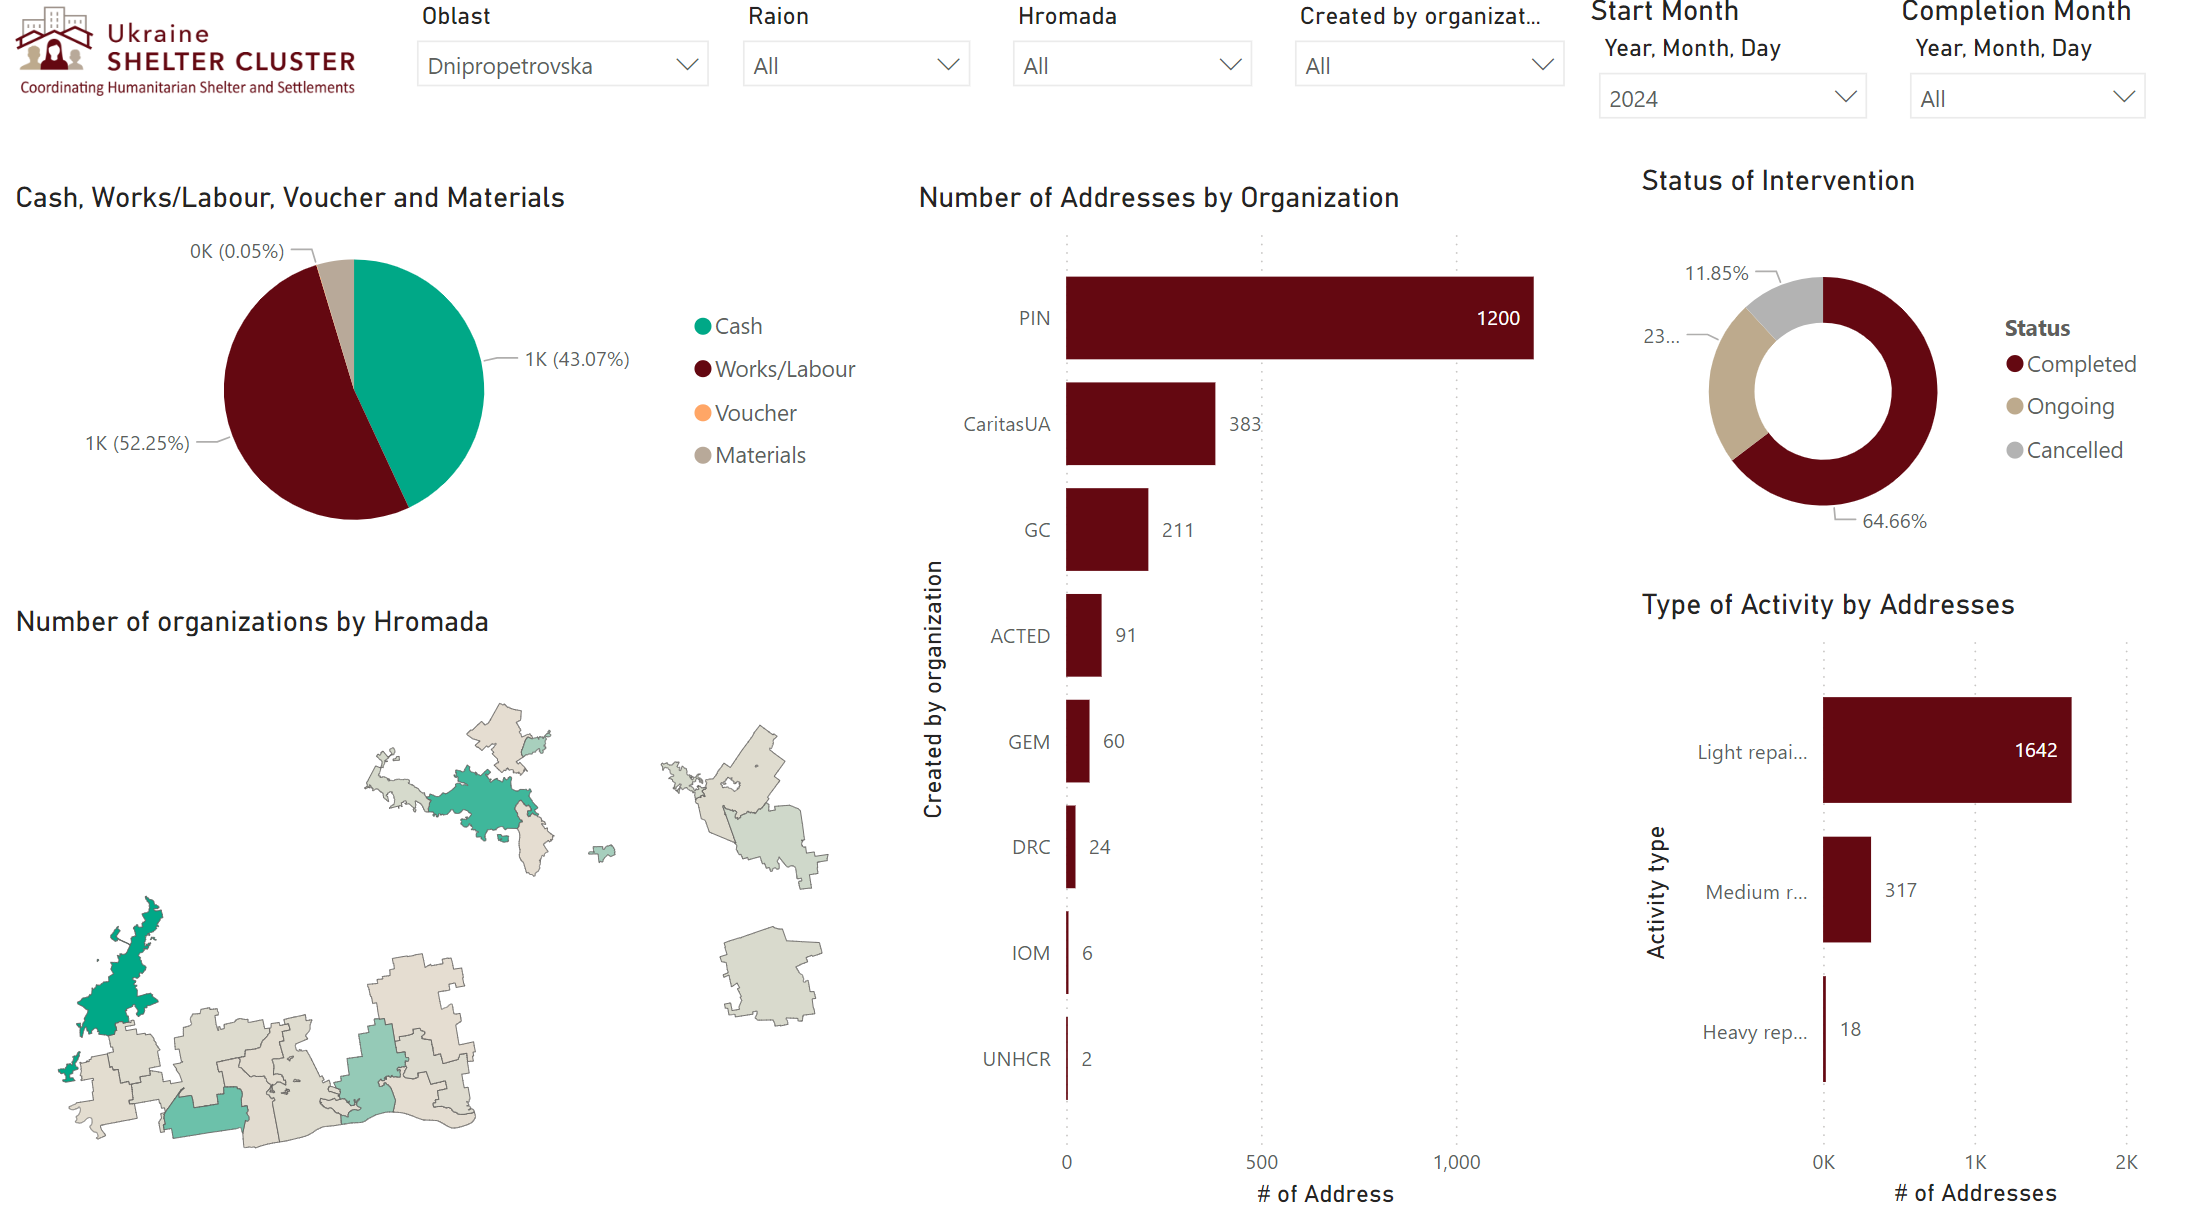 Ukraine
SHELTER CLUSTER
Coordinating Humanitarian Shelter and Settlements
Oblast
Dnipropetrovska
Raion
All
Hromada
All
Created by organizat...
All
Start Month
Year, Month, Day
2024
Completion Month
Year, Month, Day
All
Cash, Works/Labour, Voucher and Materials
0K (0.05%)
1K (43.07%)
1K (52.25%)
Cash
Works/Labour
Voucher
Materials
Number of organizations by Hromada
Number of Addresses by Organization
Created by organization
PIN 1200
CaritasUA 383
GC 211
ACTED 91
GEM 60
DRC 24
IOM 6
UNHCR 2
0 500 1,000
# of Address
Status of Intervention
11.85%
23...
64.66%
Status
Completed
Ongoing
Cancelled
Type of Activity by Addresses
Activity type
Light repai... 1642
Medium r... 317
Heavy rep... 18
0K 1K 2K
# of Addresses